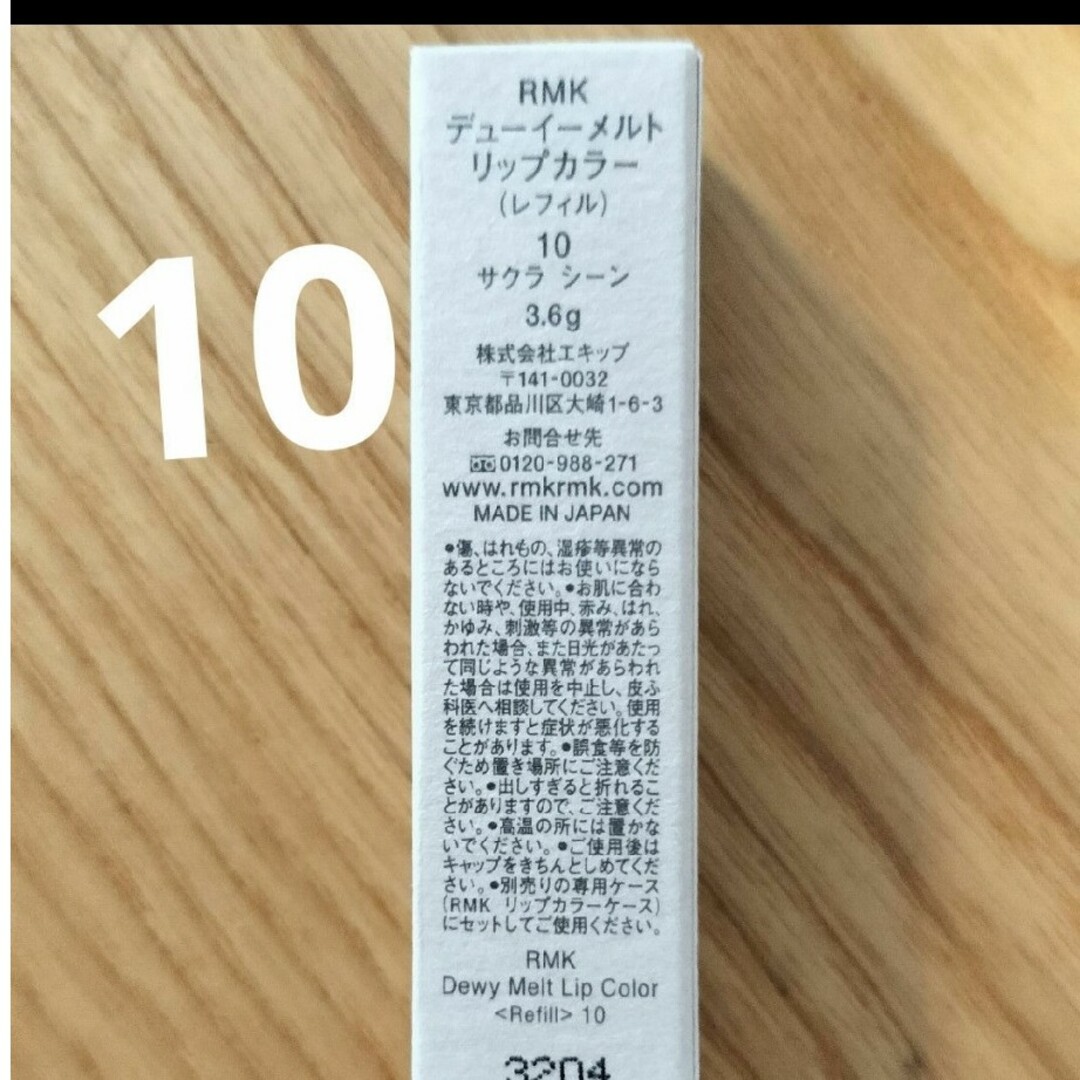 10
RMK
デューイーメルト
リップカラー
(レフィル)
10
サクラ シーン
3.6g
株式会社エキップ
〒141-0032
東京都品川区大崎1-6-3
お問合せ先
0120-988-271
www.rmkrmk.com
MADE IN JAPAN
●傷、はれもの、湿疹等異常の
あるところにはお使いになら
ないでください。●お肌に合わ
ない時や、使用中、赤み、はれ、
かゆみ、刺激等の異常があら
われた場合、また日光があたっ
て同じような異常があらわれ
た場合は使用を中止し、皮ふ
科医へ相談してください。使用
を続けますと症状が悪化する
ことがあります。●誤食等を防
ぐため置き場所にご注意くだ
さい。●出しすぎると折れるこ
とがありますので、ご注意くだ
さい。●高温の所には置かな
いでください。●ご使用後は
キャップをきちんとしめてくだ
さい。●別売りの専用ケース
(RMK リップカラーケース)
にセットしてご使用ください。
RMK
Dewy Melt Lip Color
<Refill> 10
3204